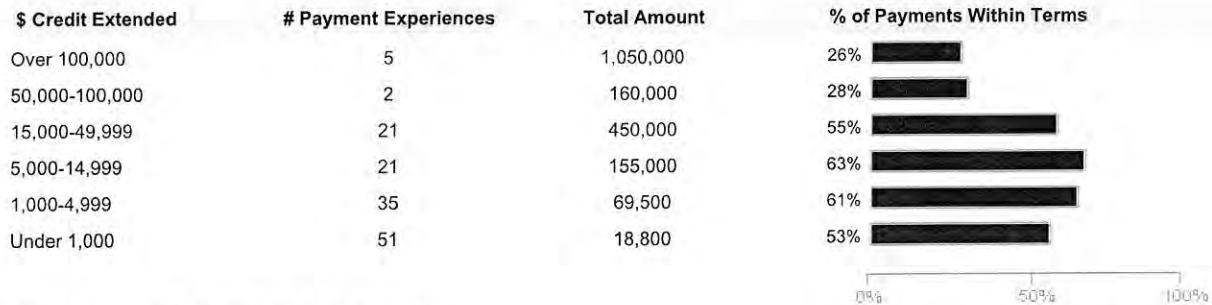 $ Credit Extended # Payment Experiences Total Amount % of Payments Within Terms
Over 100,000 5 1,050,000 26%
50,000-100,000 2 160,000 28%
15,000-49,999 21 450,000 55%
5,000-14,999 21 155,000 63%
1,000-4,999 35 69,500 61%
Under 1,000 51 18,800 53%
0% 50% 100%